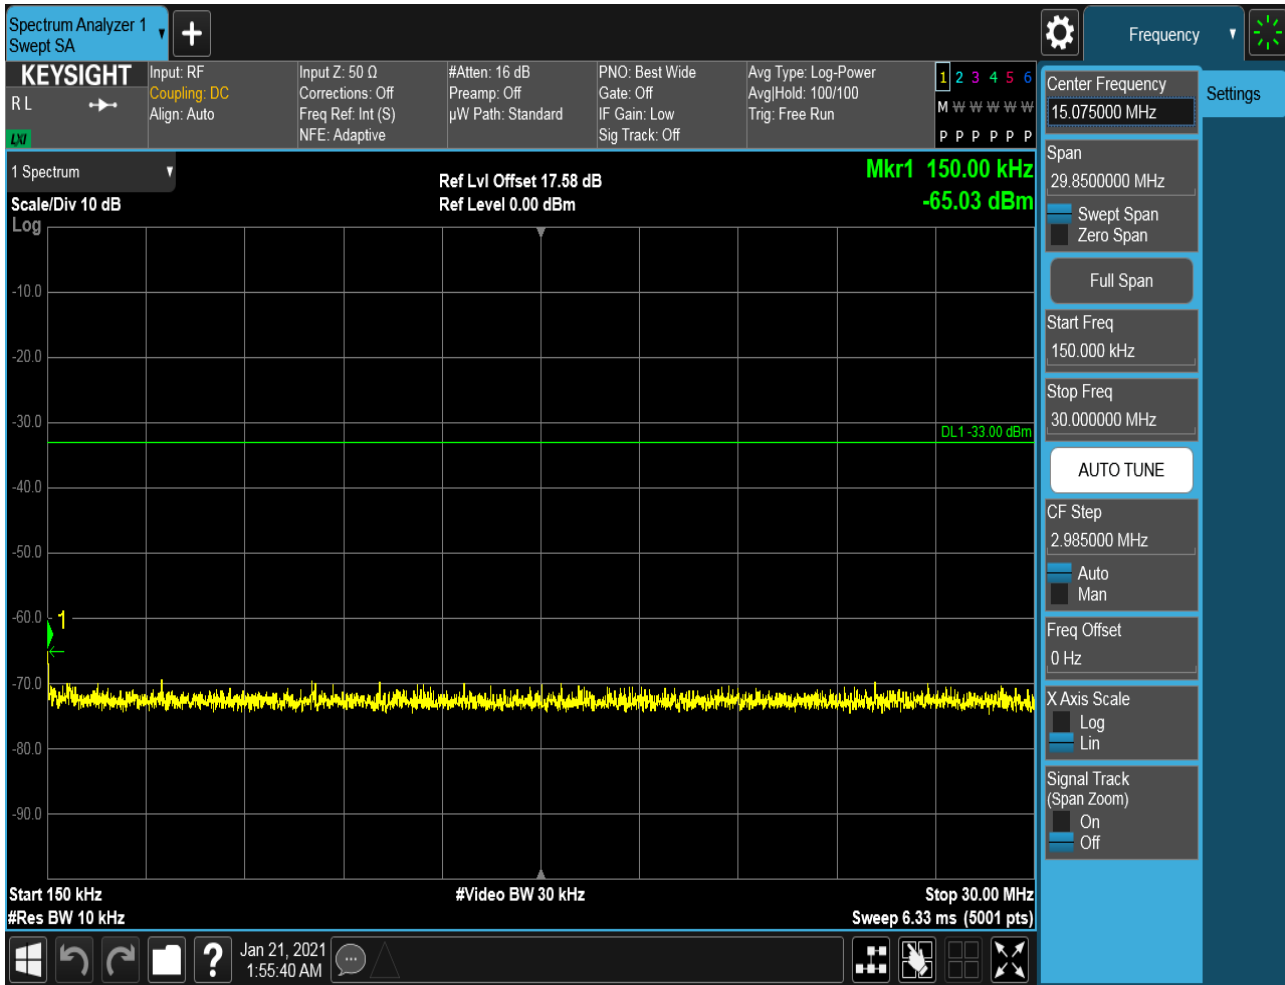 Spectrum Analyzer 1
Swept SA
+
Frequency
KEYSIGHT
R L
LXI
Input: RF
Coupling: DC
Align: Auto
Input Z: 50 Ω
Corrections: Off
Freq Ref: Int (S)
NFE: Adaptive
#Atten: 16 dB
Preamp: Off
µW Path: Standard
PNO: Best Wide
Gate: Off
IF Gain: Low
Sig Track: Off
Avg Type: Log-Power
Avg|Hold: 100/100
Trig: Free Run
1 2 3 4 5 6
M W W W W W
P P P P P P
1 Spectrum
Scale/Div 10 dB
Log
Ref Lvl Offset 17.58 dB
Ref Level 0.00 dBm
Mkr1 150.00 kHz
-65.03 dBm
-10.0
-20.0
-30.0
DL1 -33.00 dBm
-40.0
-50.0
-60.0
1
-70.0
-80.0
-90.0
Start 150 kHz
#Res BW 10 kHz
#Video BW 30 kHz
Stop 30.00 MHz
Sweep 6.33 ms (5001 pts)
Center Frequency
15.075000 MHz
Settings
Span
29.8500000 MHz
Swept Span
Zero Span
Full Span
Start Freq
150.000 kHz
Stop Freq
30.000000 MHz
AUTO TUNE
CF Step
2.985000 MHz
Auto
Man
Freq Offset
0 Hz
X Axis Scale
Log
Lin
Signal Track
(Span Zoom)
On
Off
?
Jan 21, 2021
1:55:40 AM